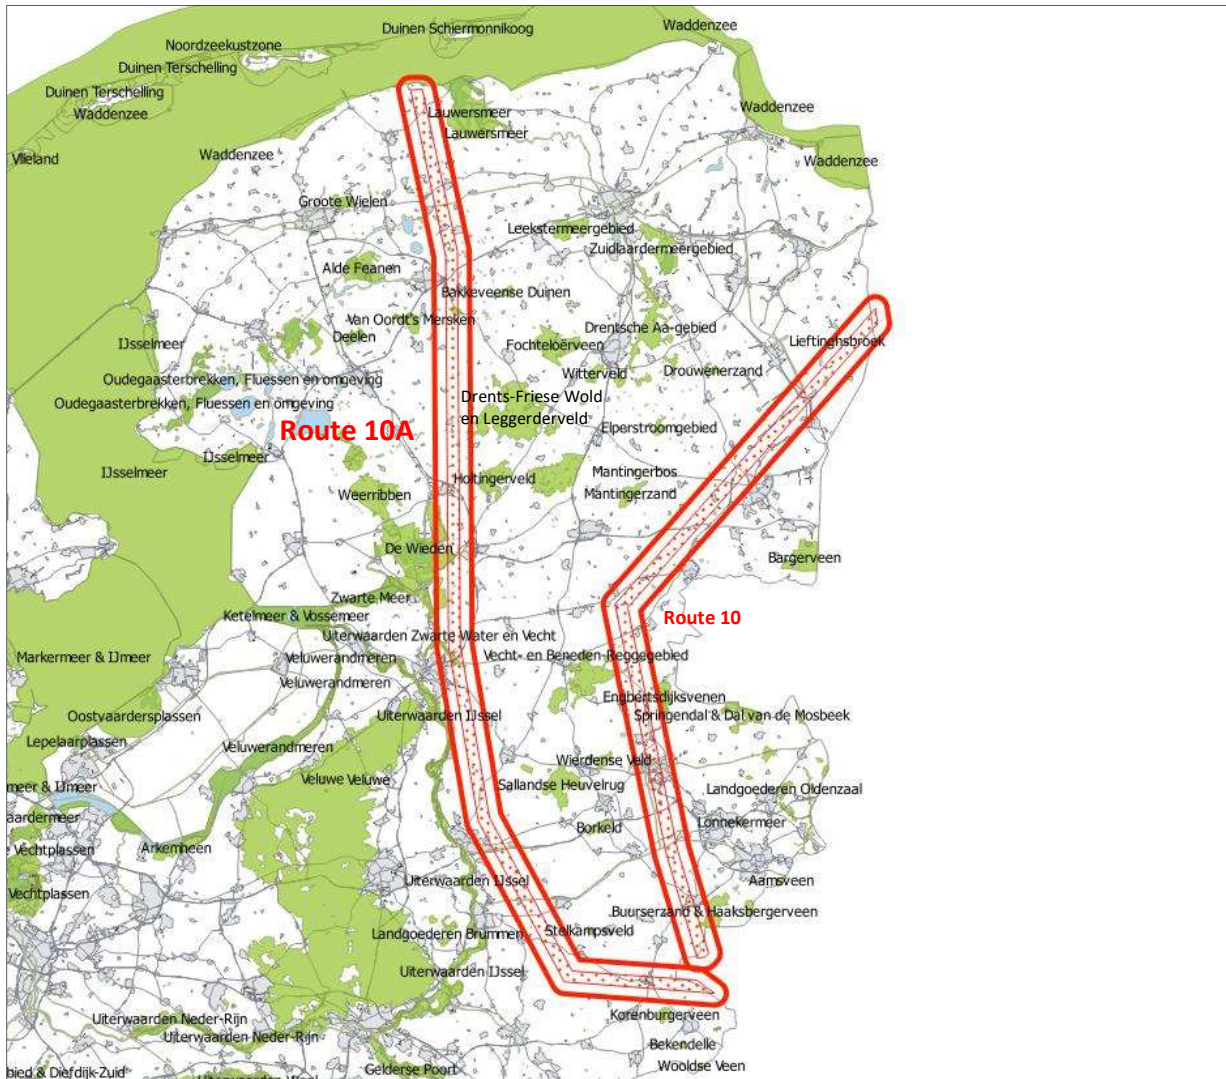 Duinen Schiermonnikoog
Waddenzee
Noordzeekustzone
Duinen Terschelling
Duinen Terschelling
Waddenzee
Waddenzee
Lauwersmeer
Lauwersmeer
Vlieland
Waddenzee
Waddenzee
Groote Wielen
Leekstermeergebied
Zuidlaardermeergebied
Alde Feanen
Bakkeveense Duinen
Van Oordt's Mersken
Deelen
Drentsche Aa-gebied
IJsselmeer
Fochteloërveen
Lieftinghsbroek
Witterveld
Drouwenerzand
Oudegaasterbrekken, Fluessen en omgeving
Oudegaasterbrekken, Fluessen en omgeving
Drents-Friese Wold
en Leggerderveld
Route 10A
Elperstroomgebied
IJsselmeer
IJsselmeer
Holtingerveld
Mantingerbos
Mantingerzand
Weerribben
De Wieden
Bargerveen
Zwarte Meer
Ketelmeer & Vossemeer
Route 10
Uiterwaarden Zwarte Water en Vecht
Markermeer & IJmeer
Veluwerandmeren
Vecht- en Beneden-Reggegebied
Veluwerandmeren
Engbertsdijksvenen
Oostvaardersplassen
Uiterwaarden IJssel
Springendal & Dal van de Mosbeek
Lepelaarplassen
Veluwerandmeren
Wierdense Veld
meer & IJmeer
Veluwe Veluwe
Sallandse Heuvelrug
Landgoederen Oldenzaal
aardermeer
Borkeld
Lonnekermeer
e Vechtplassen
Arkemheen
Vechtplassen
Uiterwaarden IJssel
Aamsveen
Buurserzand & Haaksbergerveen
Landgoederen Brummen
Stelkampsveld
Uiterwaarden IJssel
Korenburgerveen
Uiterwaarden Neder-Rijn
Uiterwaarden Neder-Rijn
Bekendelle
Gelderse Poort
Wooldse Veen
bied & Diefdijk-Zuid